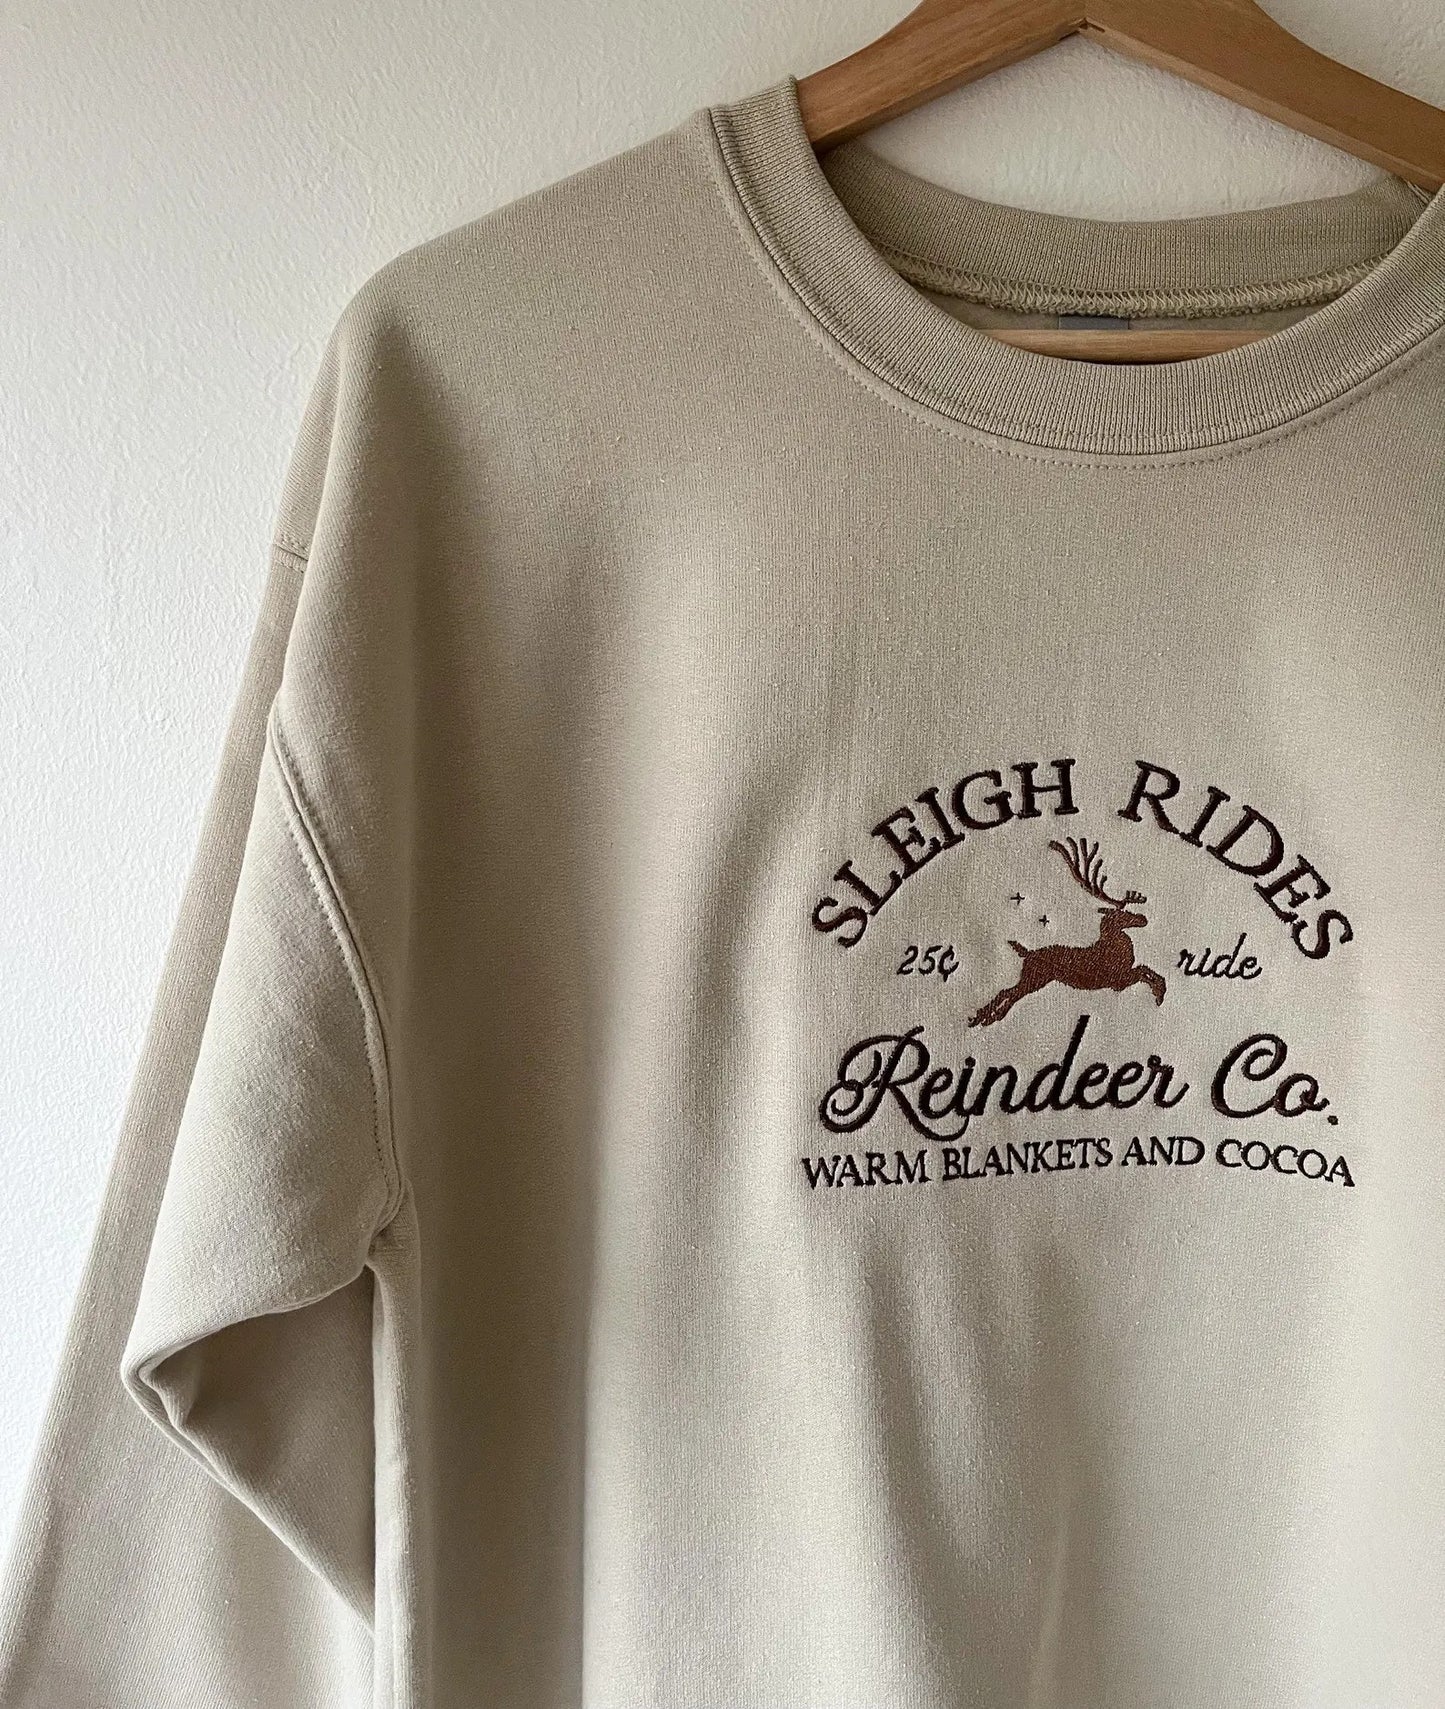 SLEIGH RIDES
25¢ ride
Reindeer Co.
WARM BLANKETS AND COCOA